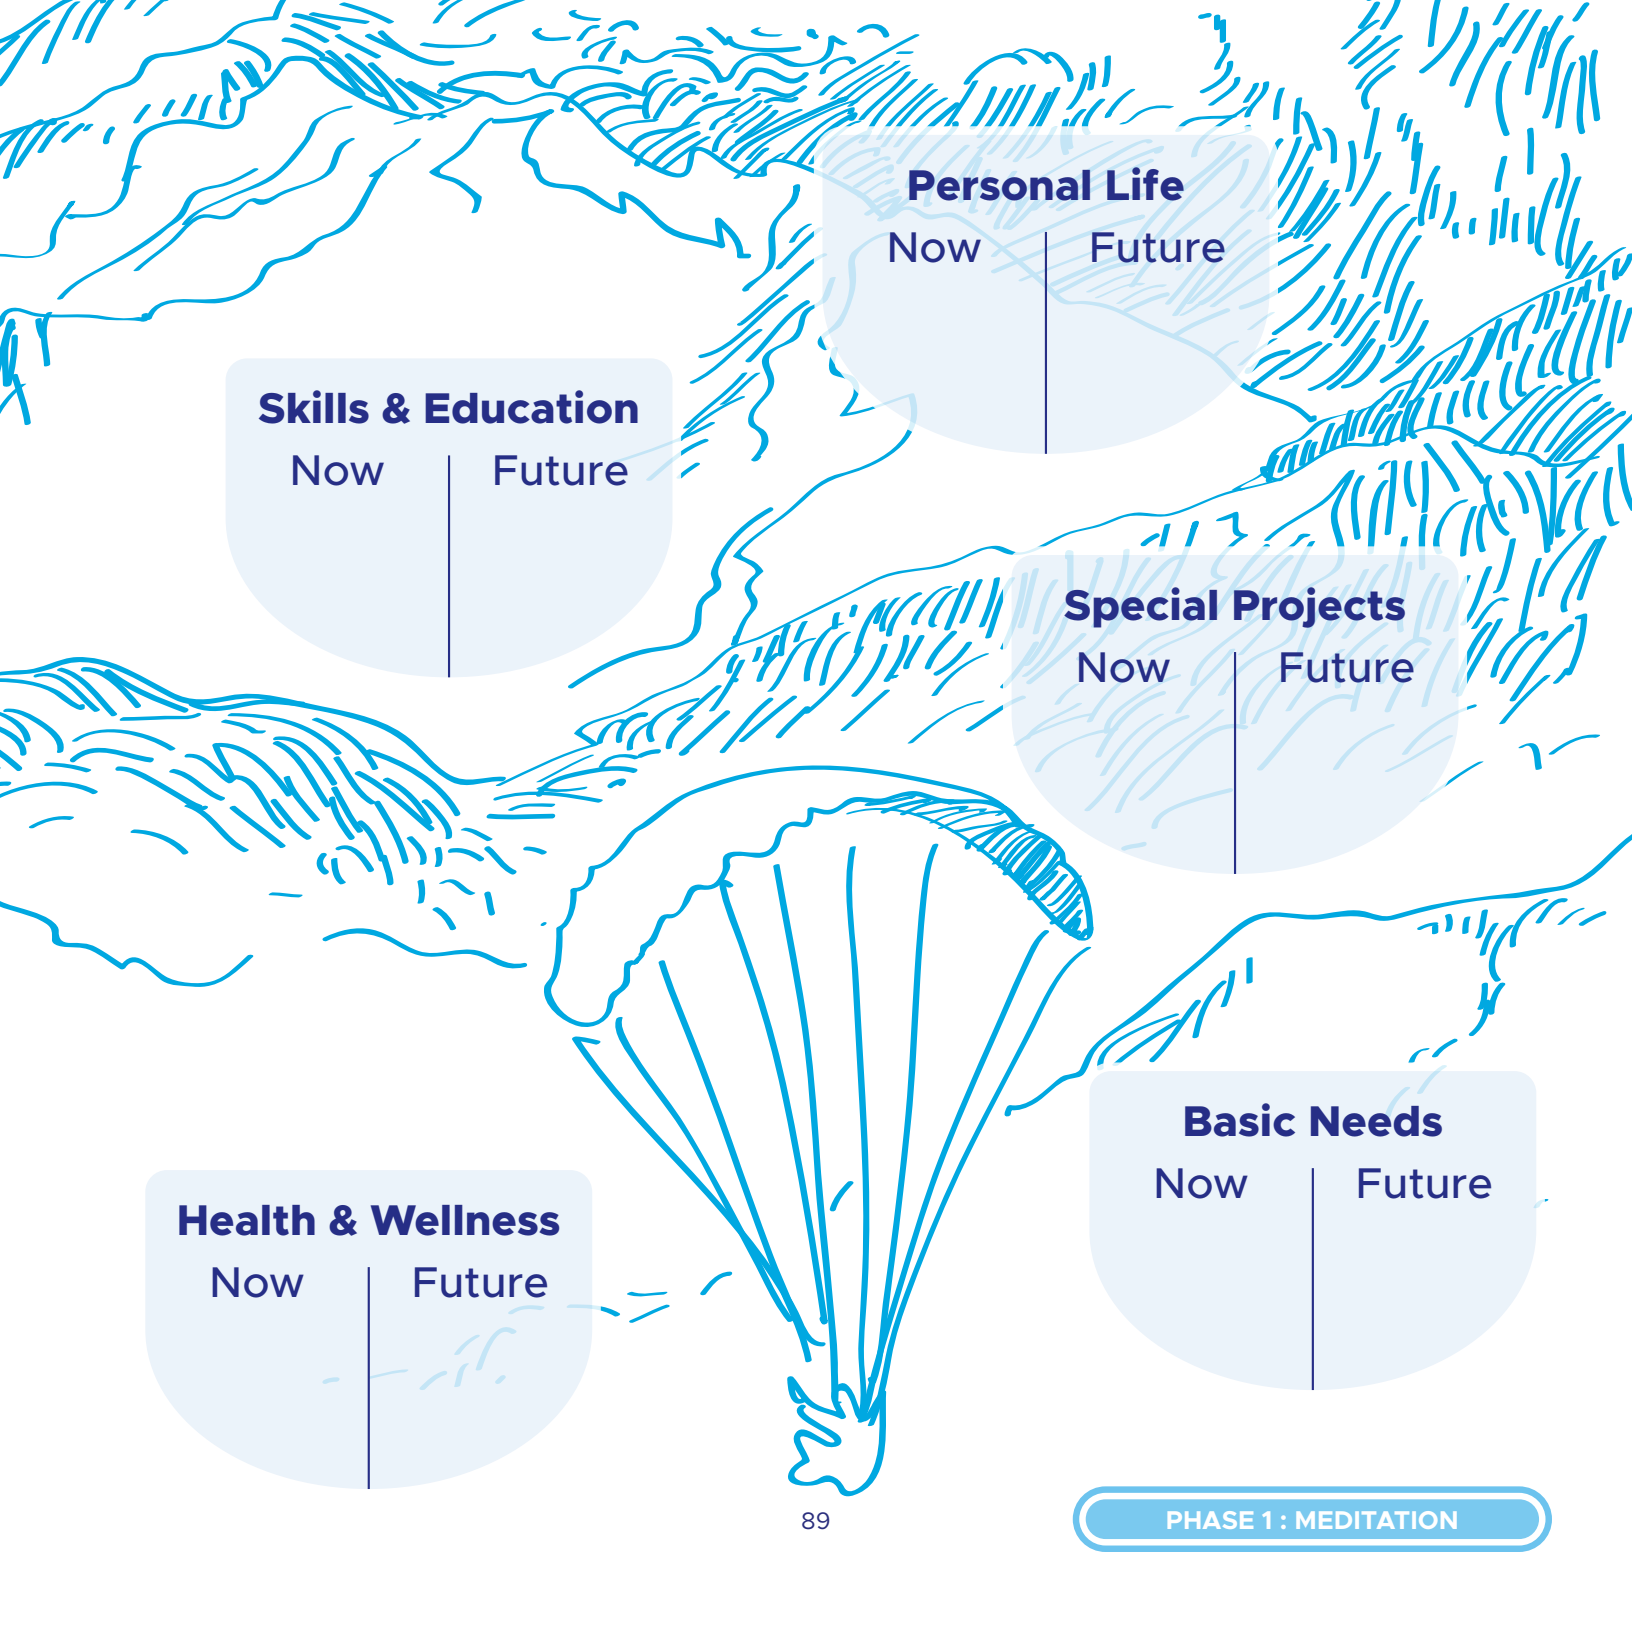 Personal Life
Now Future
Skills & Education
Now Future
Special Projects
Now Future
Basic Needs
Now Future
Health & Wellness
Now Future
89
PHASE 1 : MEDITATION